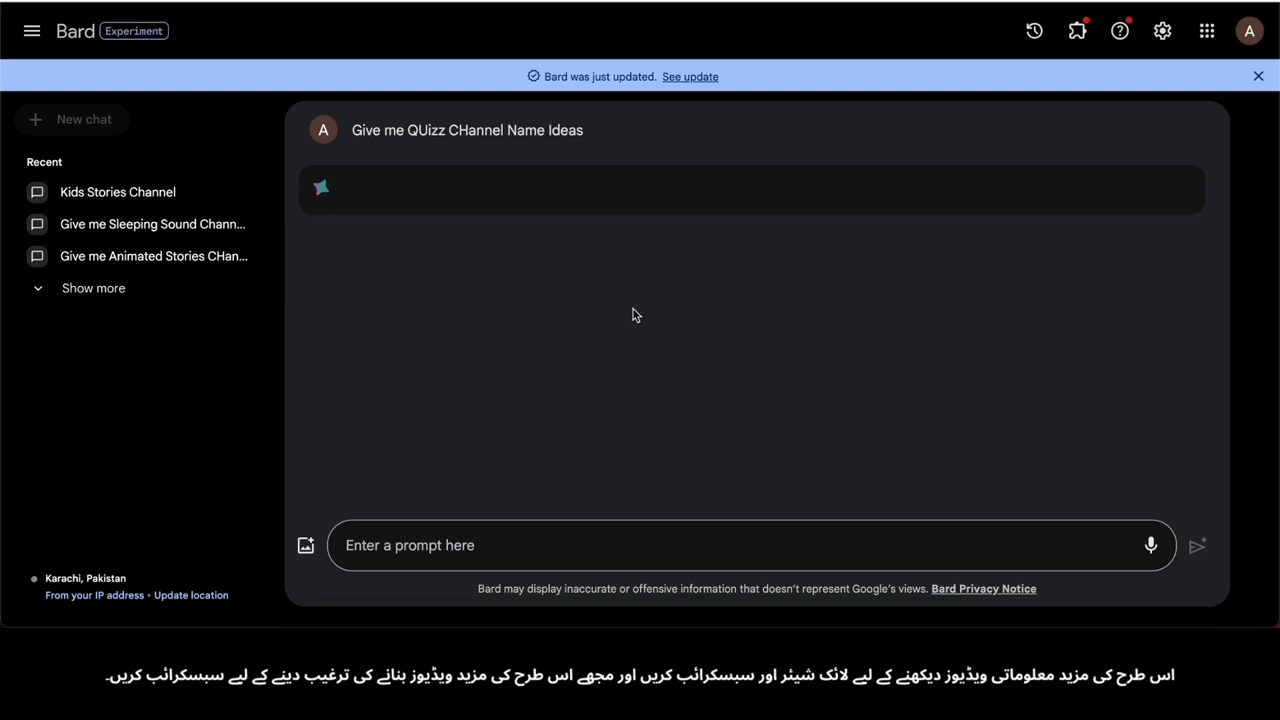 Bard Experiment
A
Bard was just updated. See update
New chat
A Give me QUizz CHannel Name Ideas
Recent
Kids Stories Channel
Give me Sleeping Sound Chann...
Give me Animated Stories CHan...
Show more
Enter a prompt here
Karachi, Pakistan
From your IP address • Update location
Bard may display inaccurate or offensive information that doesn't represent Google's views. Bard Privacy Notice
اس طرح کی مزید معلوماتی ویڈیوز دیکھنے کے لیے لائک شیئر اور سبسکرائب کریں اور مجھے اس طرح کی مزید ویڈیوز بنانے کی ترغیب دینے کے لیے سبسکرائب کریں۔